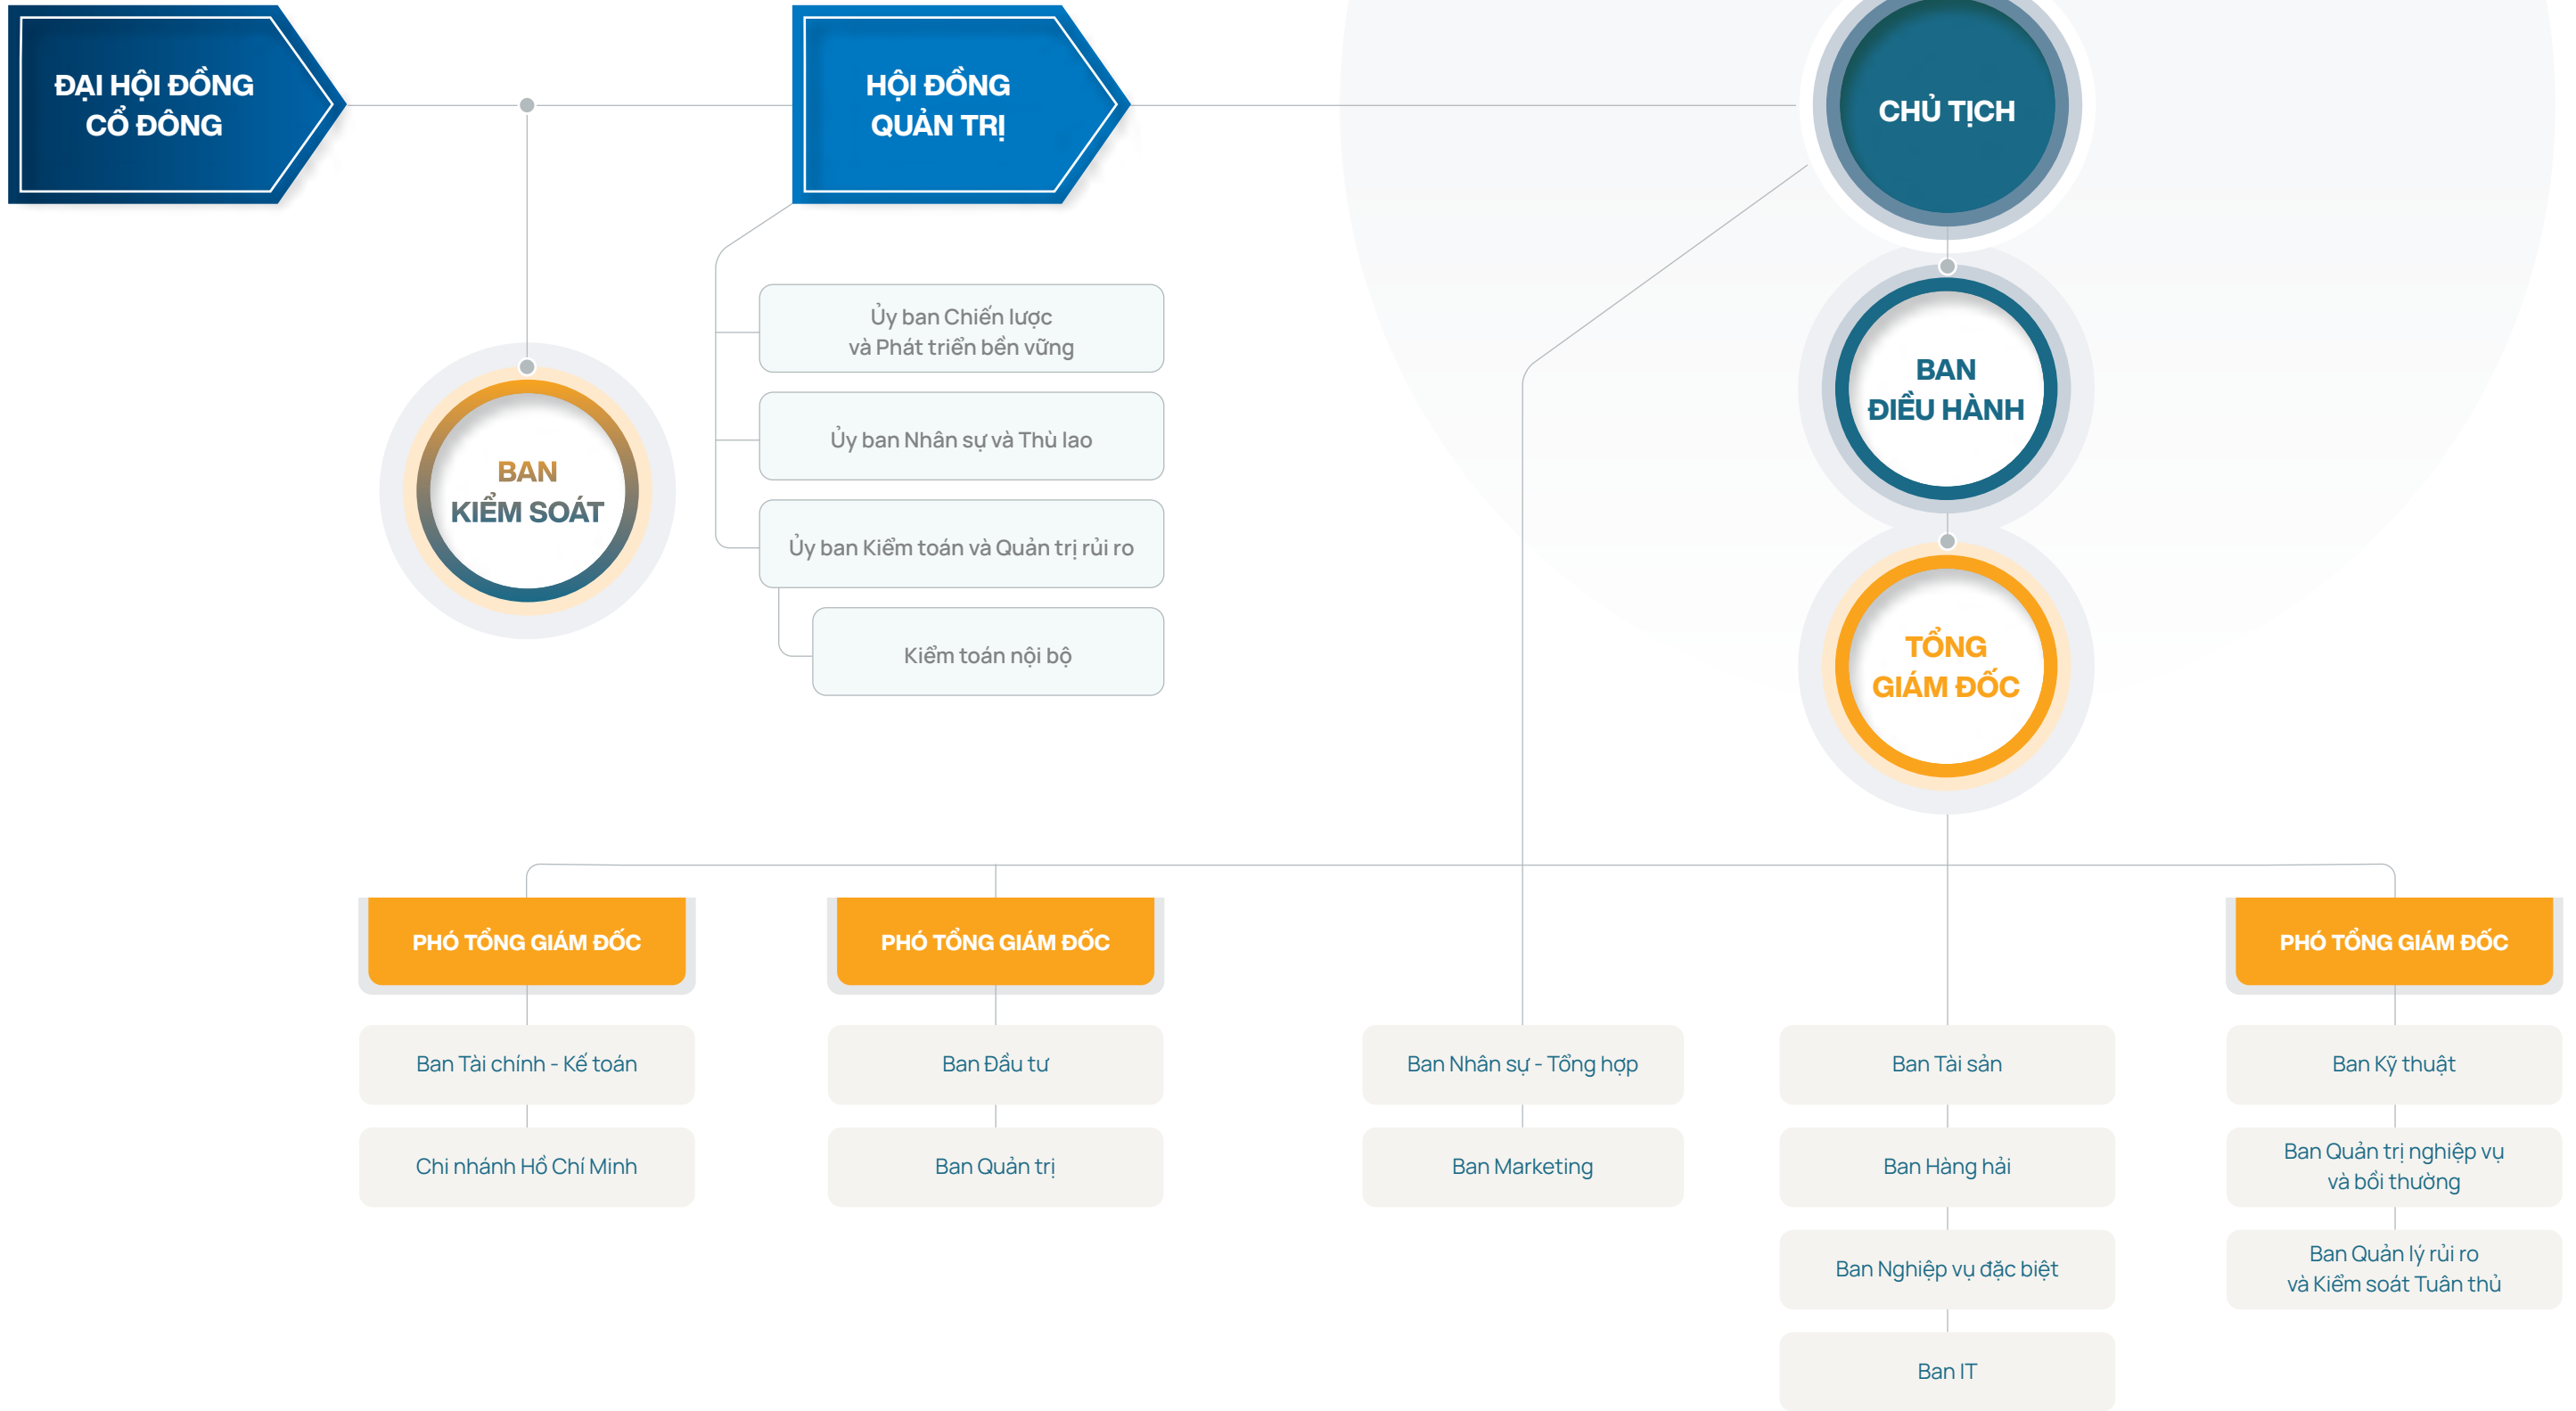 ĐẠI HỘI ĐỒNG
CỔ ĐÔNG
HỘI ĐỒNG
QUẢN TRỊ
CHỦ TỊCH
Ủy ban Chiến lược
và Phát triển bền vững
Ủy ban Nhân sự và Thù lao
Ủy ban Kiểm toán và Quản trị rủi ro
Kiểm toán nội bộ
BAN
KIỂM SOÁT
BAN
ĐIỀU HÀNH
TỔNG
GIÁM ĐỐC
PHÓ TỔNG GIÁM ĐỐC
Ban Tài chính - Kế toán
Chi nhánh Hồ Chí Minh
PHÓ TỔNG GIÁM ĐỐC
Ban Đầu tư
Ban Quản trị
Ban Nhân sự - Tổng hợp
Ban Marketing
Ban Tài sản
Ban Hàng hải
Ban Nghiệp vụ đặc biệt
Ban IT
PHÓ TỔNG GIÁM ĐỐC
Ban Kỹ thuật
Ban Quản trị nghiệp vụ
và bồi thường
Ban Quản lý rủi ro
và Kiểm soát Tuân thủ